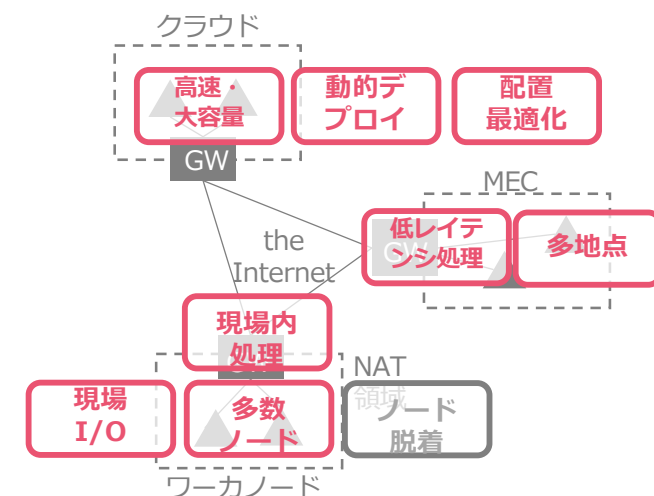 クラウド
高速・
大容量
動的デ
プロイ
配置
最適化
GW
MEC
低レイテ
ンシ処理
GW
多地点
the
Internet
現場内
処理
NAT
領域
現場
I/O
多数
ノード
ノード
脱着
ワーカノード